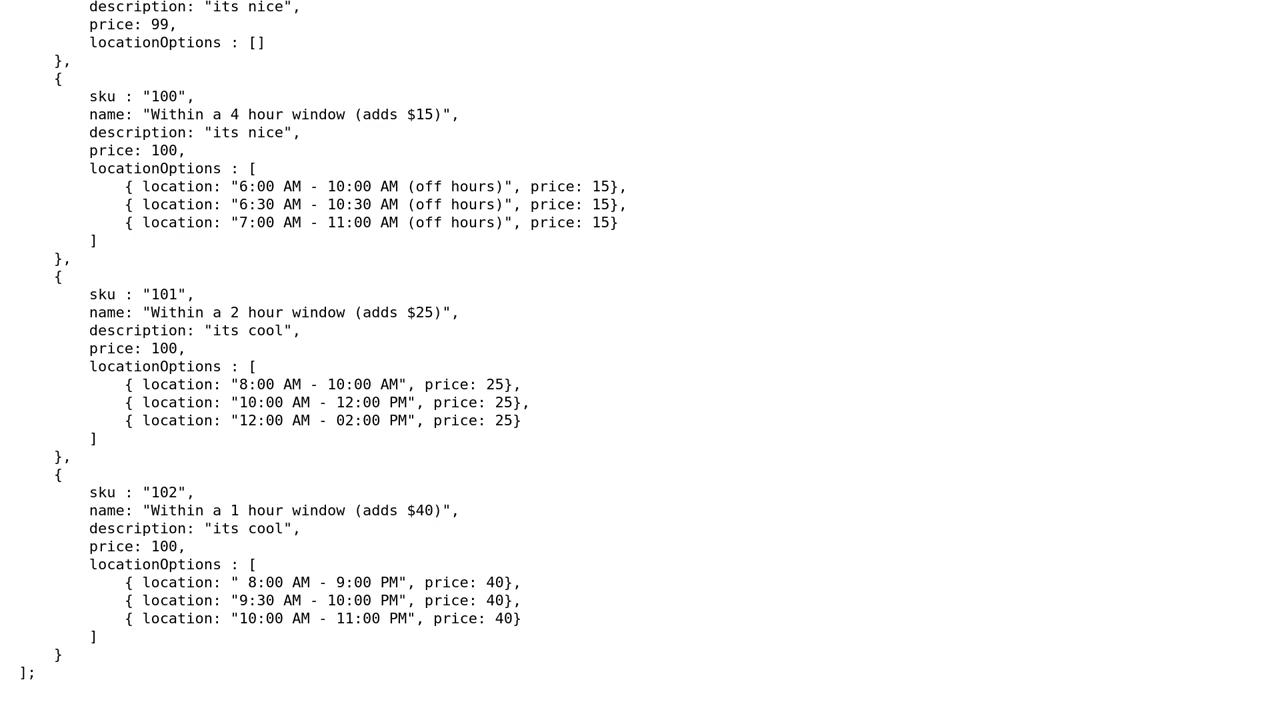 description: "its nice",
price: 99,
locationOptions : []
},
{
sku : "100",
name: "Within a 4 hour window (adds $15)",
description: "its nice",
price: 100,
locationOptions : [
{ location: "6:00 AM - 10:00 AM (off hours)", price: 15},
{ location: "6:30 AM - 10:30 AM (off hours)", price: 15},
{ location: "7:00 AM - 11:00 AM (off hours)", price: 15}
]
},
{
sku : "101",
name: "Within a 2 hour window (adds $25)",
description: "its cool",
price: 100,
locationOptions : [
{ location: "8:00 AM - 10:00 AM", price: 25},
{ location: "10:00 AM - 12:00 PM", price: 25},
{ location: "12:00 AM - 02:00 PM", price: 25}
]
},
{
sku : "102",
name: "Within a 1 hour window (adds $40)",
description: "its cool",
price: 100,
locationOptions : [
{ location: " 8:00 AM - 9:00 PM", price: 40},
{ location: "9:30 AM - 10:00 PM", price: 40},
{ location: "10:00 AM - 11:00 PM", price: 40}
]
}
];